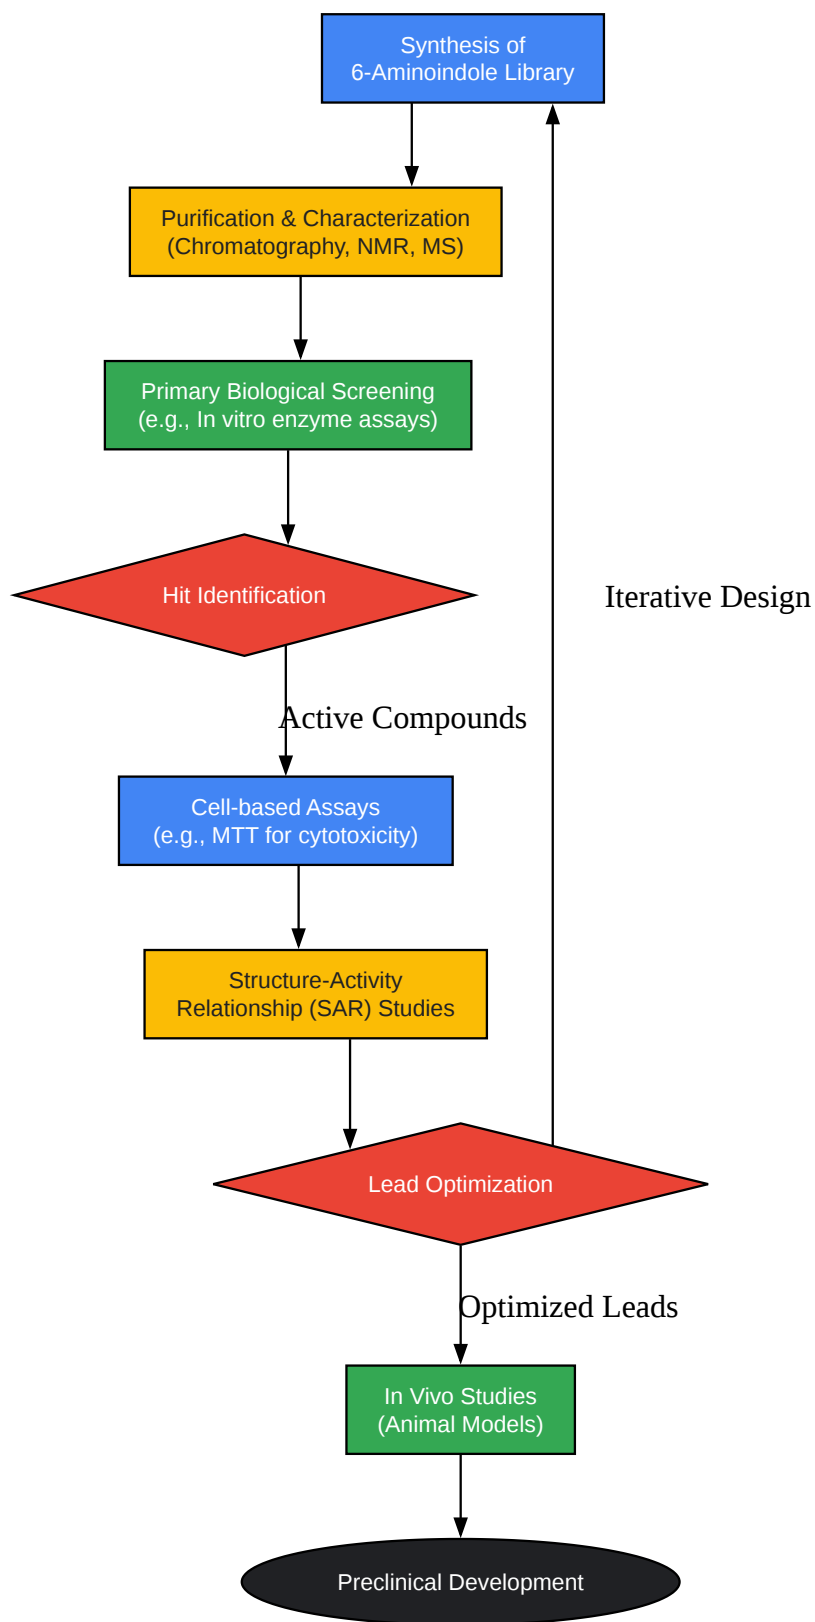 Synthesis of
6-Aminoindole Library
Purification & Characterization
(Chromatography, NMR, MS)
Primary Biological Screening
(e.g., In vitro enzyme assays)
Hit Identification
Iterative Design
Active Compounds
Cell-based Assays
(e.g., MTT for cytotoxicity)
Structure-Activity
Relationship (SAR) Studies
Lead Optimization
Optimized Leads
In Vivo Studies
(Animal Models)
Preclinical Development